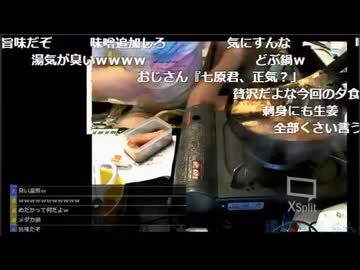 旨味だぞ
味噌追加しろ
気にすんな
湯気が臭いｗｗｗｗ
どぶ鍋ｗ
おじさん『七原君、正気？』
贅沢だよな今回の夕食
刺身にも生姜
全部くさい言う
良い湯気ｗ
ｗｗｗｗｗｗｗｗｗｗｗ
めだかって何だよｗ
メダカ鍋
旨味だぞ
XSplit